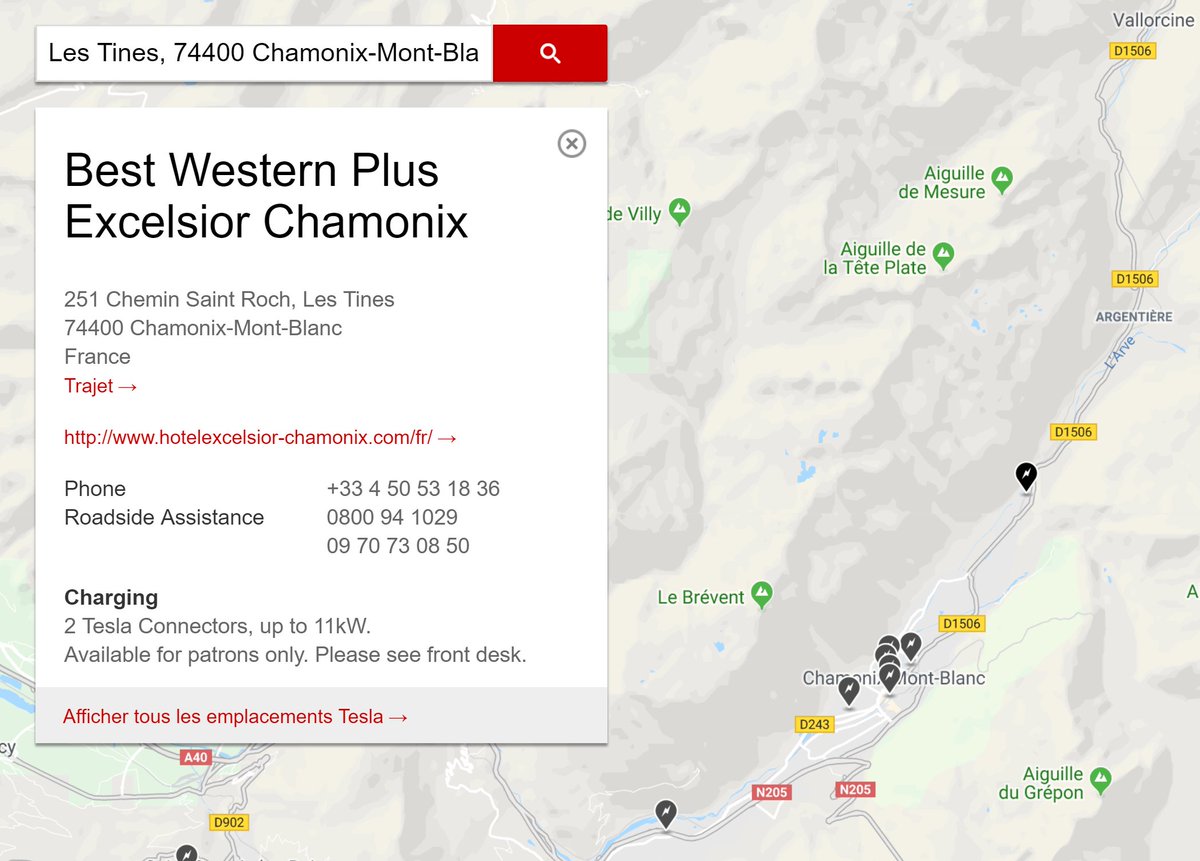 Les Tines, 74400 Chamonix-Mont-Bla
Best Western Plus
Excelsior Chamonix
251 Chemin Saint Roch, Les Tines
74400 Chamonix-Mont-Blanc
France
Trajet →
http://www.hotelexcelsior-chamonix.com/fr/ →
Phone +33 4 50 53 18 36
Roadside Assistance 0800 94 1029
09 70 73 08 50
Charging
2 Tesla Connectors, up to 11kW.
Available for patrons only. Please see front desk.
Afficher tous les emplacements Tesla →
Vallorcine
D1506
Aiguille
de Mesure
de Villy
Aiguille de
la Tête Plate
D1506
ARGENTIÈRE
L'Arve
D1506
Le Brévent
D1506
Chamonix-Mont-Blanc
D243
cy
A40
N205
N205
Aiguille
du Grépon
D902
A